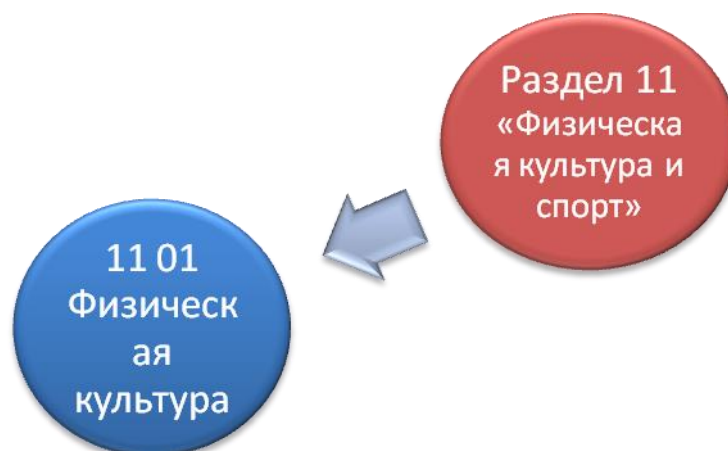 Раздел 11
«Физическа
я культура и
спорт»
11 01
Физическ
ая
культура